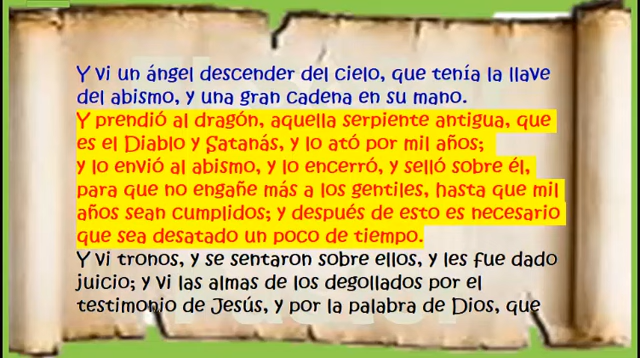 Y vi un ángel descender del cielo, que tenía la llave
del abismo, y una gran cadena en su mano.
Y prendió al dragón, aquella serpiente antigua, que
es el Diablo y Satanás, y lo ató por mil años;
y lo envió al abismo, y lo encerró, y selló sobre él,
para que no engañe más a los gentiles, hasta que mil
años sean cumplidos; y después de esto es necesario
que sea desatado un poco de tiempo.
Y vi tronos, y se sentaron sobre ellos, y les fue dado
juicio; y vi las almas de los degollados por el
testimonio de Jesús, y por la palabra de Dios, que